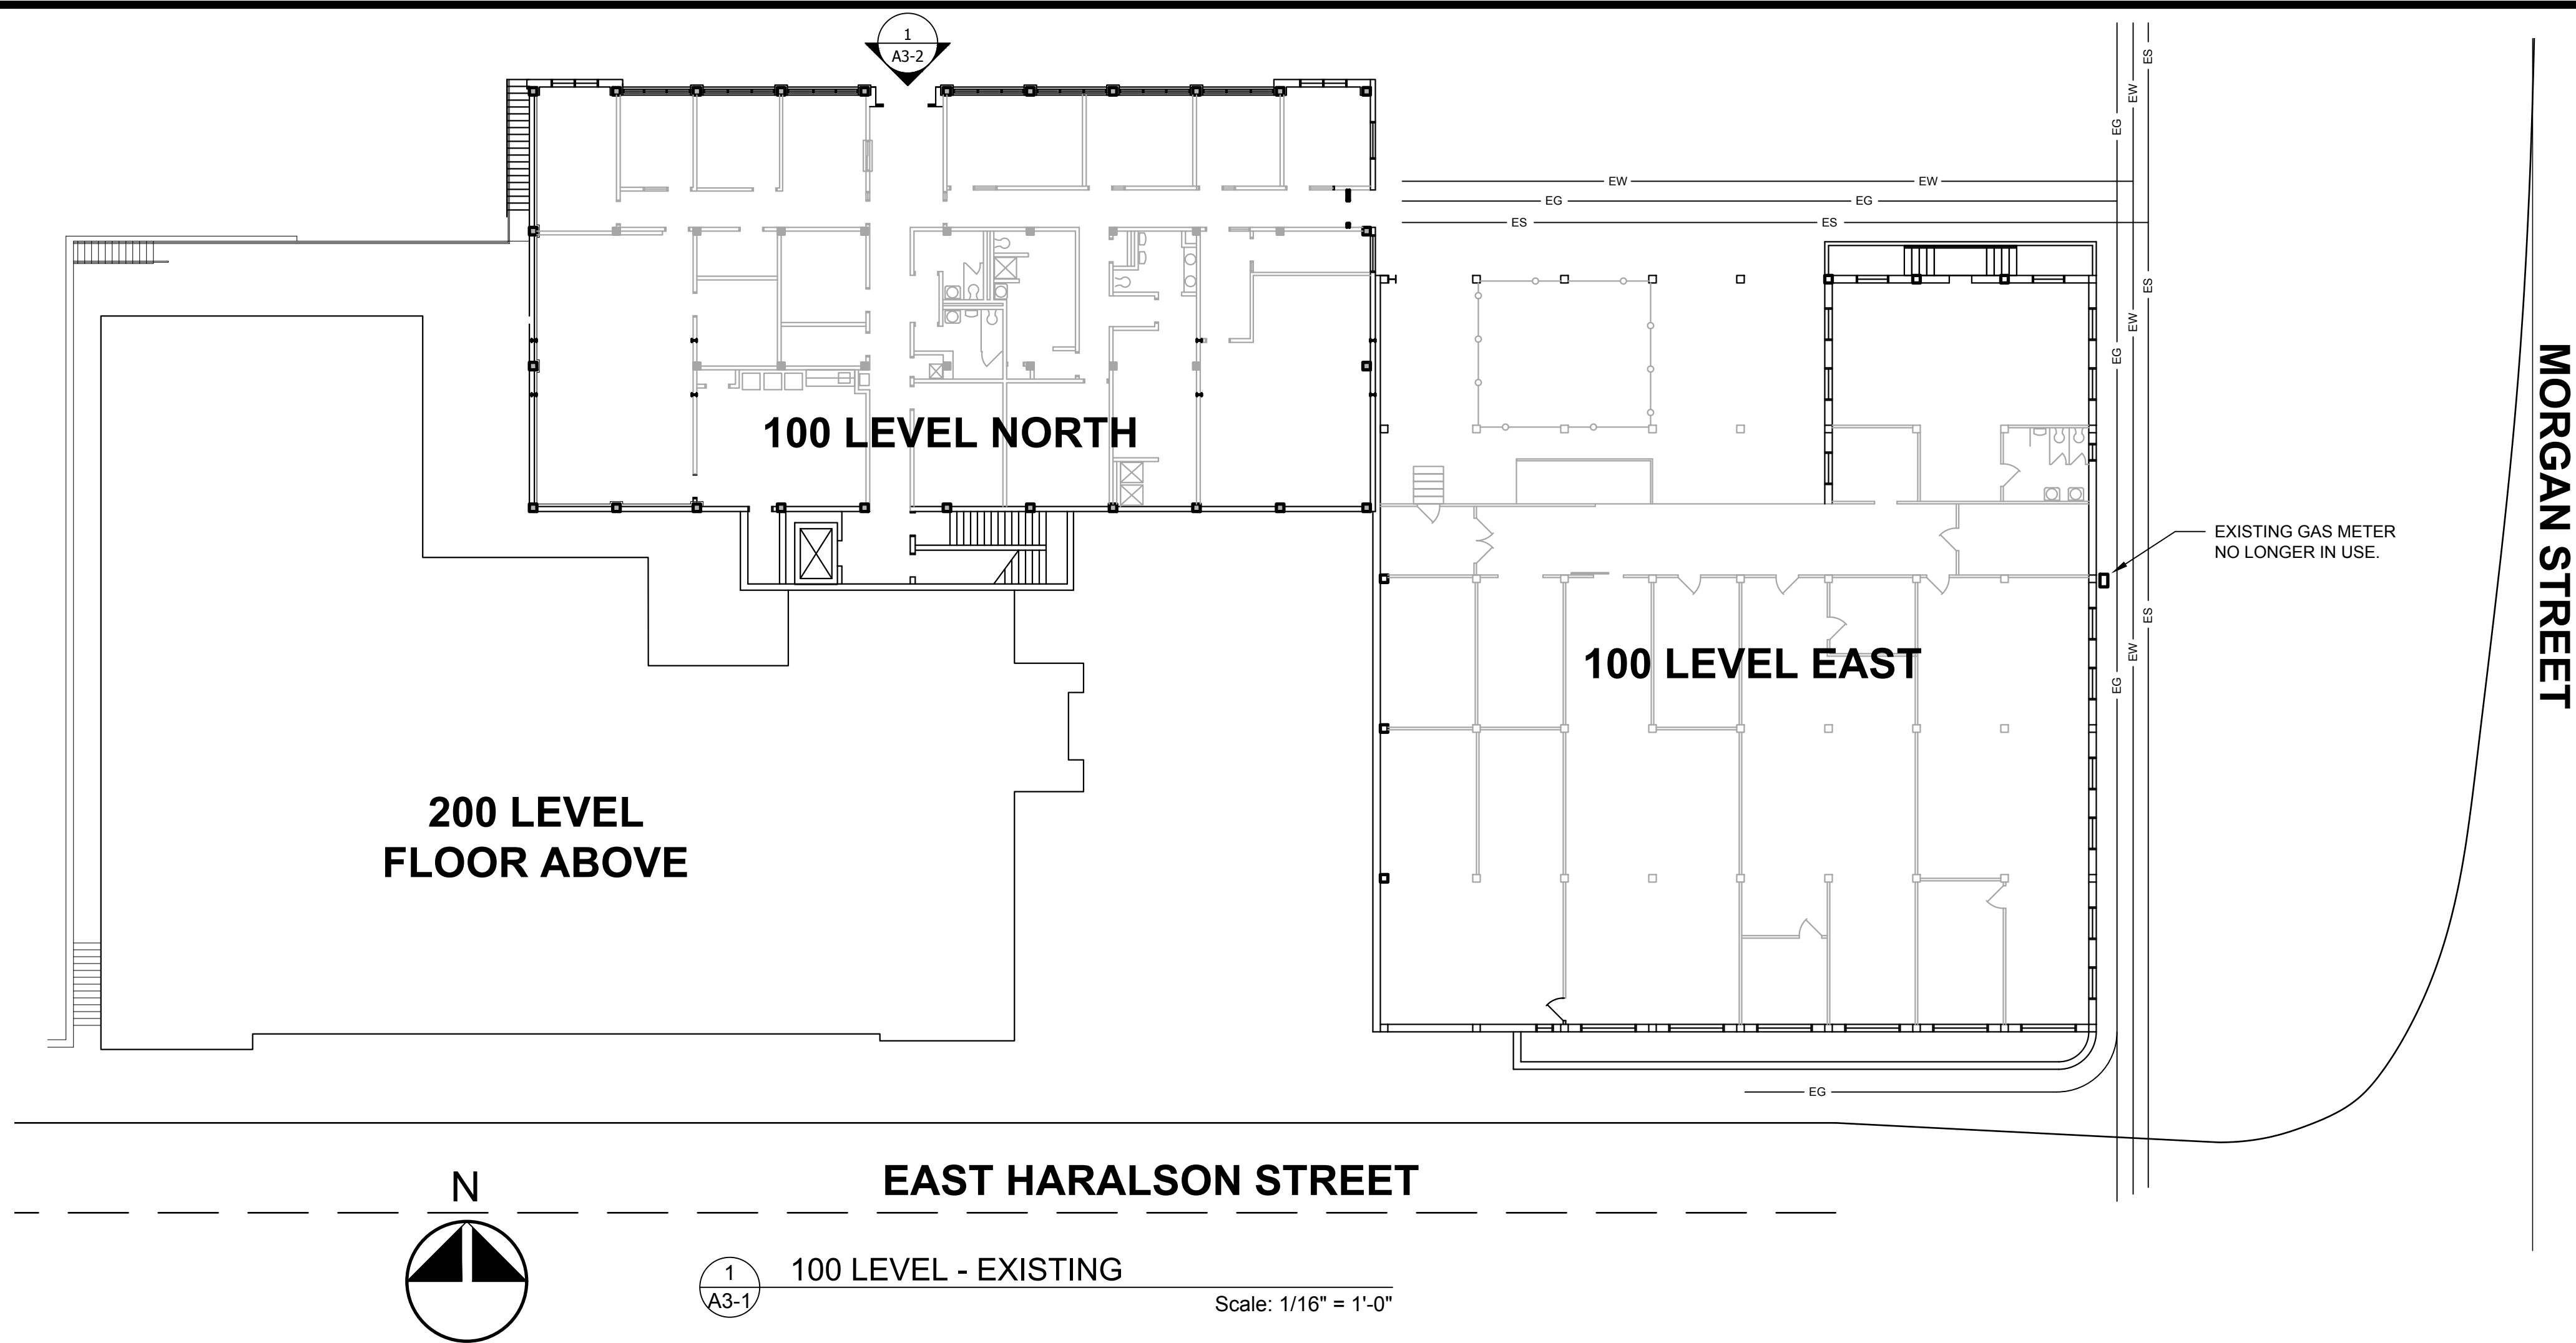 1
A3-2
ES
EW
EG
EW
EW
EG
EG
ES
ES
ES
EW
EG
MORGAN STREET
100 LEVEL NORTH
EXISTING GAS METER
NO LONGER IN USE.
ES
EW
EG
100 LEVEL EAST
200 LEVEL
FLOOR ABOVE
EG
EAST HARALSON STREET
N
1
A3-1
100 LEVEL - EXISTING
Scale: 1/16" = 1'-0"